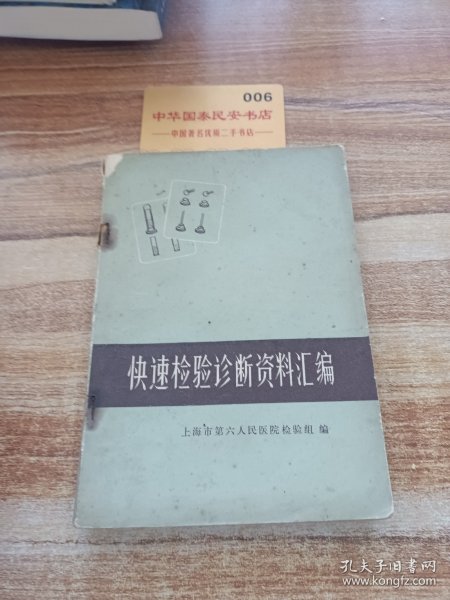 006
中华国泰民安书店
中国著名优质二手书店
快速检验诊断资料汇编
上海市第六人民医院检验组 编
孔夫子旧书网
www.kongfz.com